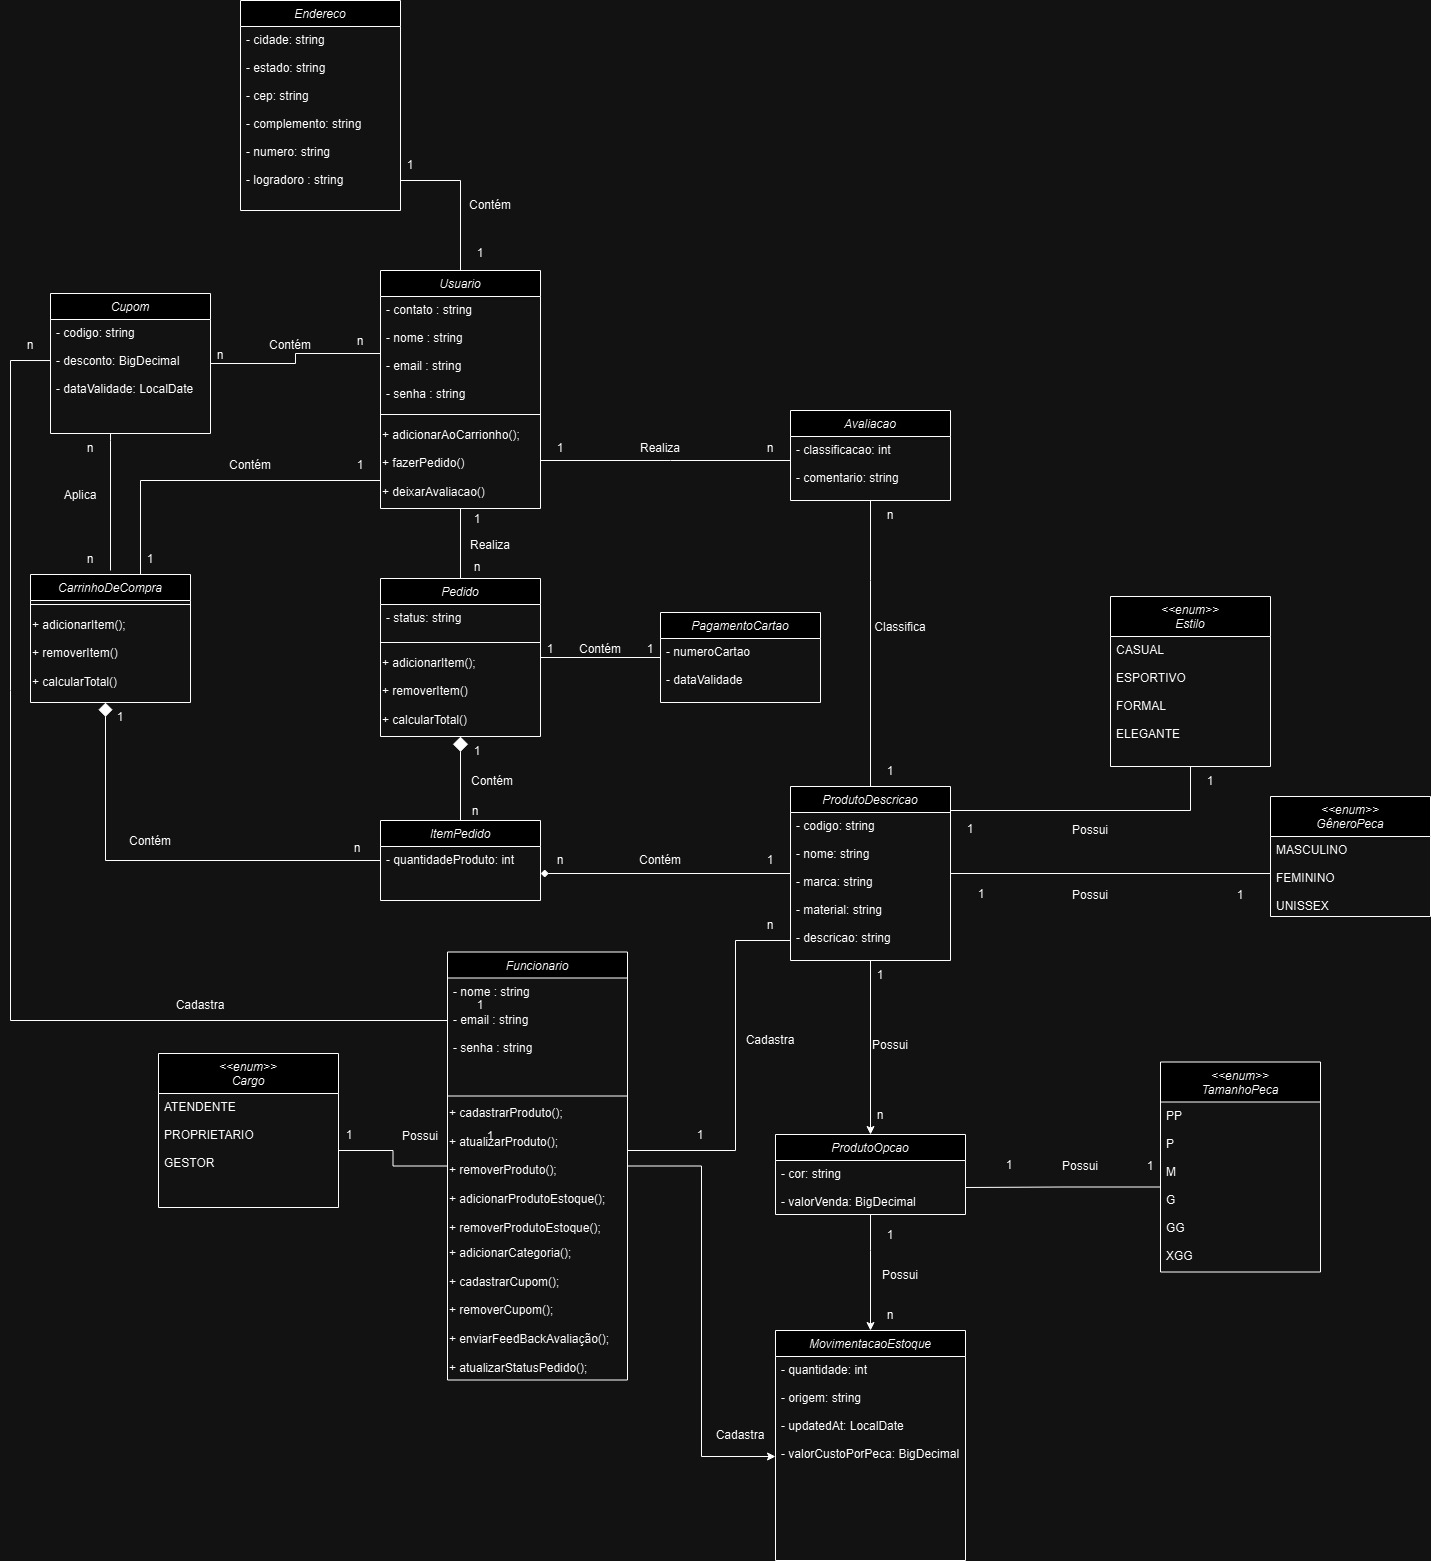 Endereco
- cidade: string
- estado: string
- cep: string
- complemento: string
- numero: string
- logradoro : string
1
Contém
1
Usuario
- contato : string
- nome : string
- email : string
- senha : string
+ adicionarAoCarrionho();
+ fazerPedido()
+ deixarAvaliacao()
Cupom
- codigo: string
- desconto: BigDecimal
- dataValidade: LocalDate
n
n
Contém
n
n
Aplica
n
Contém
1
1
1
Realiza
n
Avaliacao
- classificacao: int
- comentario: string
n
Classifica
1
1
Realiza
n
CarrinhoDeCompra
+ adicionarItem();
+ removerItem()
+ calcularTotal()
1
Contém
n
Pedido
- status: string
+ adicionarItem();
+ removerItem()
+ calcularTotal()
1
Contém
1
PagamentoCartao
- numeroCartao
- dataValidade
1
Contém
n
<<enum>>
Estilo
CASUAL
ESPORTIVO
FORMAL
ELEGANTE
1
1
Possui
ItemPedido
- quantidadeProduto: int
n
Contém
1
ProdutoDescricao
- codigo: string
- nome: string
- marca: string
- material: string
- descricao: string
<<enum>>
GêneroPeca
MASCULINO
FEMININO
UNISSEX
1
Possui
1
n
Cadastra
1
1
Possui
n
Cadastra
1
Funcionario
- nome : string
- email : string
- senha : string
+ cadastrarProduto();
+ atualizarProduto();
+ removerProduto();
+ adicionarProdutoEstoque();
+ removerProdutoEstoque();
+ adicionarCategoria();
+ cadastrarCupom();
+ removerCupom();
+ enviarFeedBackAvaliação();
+ atualizarStatusPedido();
<<enum>>
Cargo
ATENDENTE
PROPRIETARIO
GESTOR
1
Possui
1
ProdutoOpcao
- cor: string
- valorVenda: BigDecimal
1
Possui
1
<<enum>>
TamanhoPeca
PP
P
M
G
GG
XGG
1
Possui
n
Cadastra
MovimentacaoEstoque
- quantidade: int
- origem: string
- updatedAt: LocalDate
- valorCustoPorPeca: BigDecimal